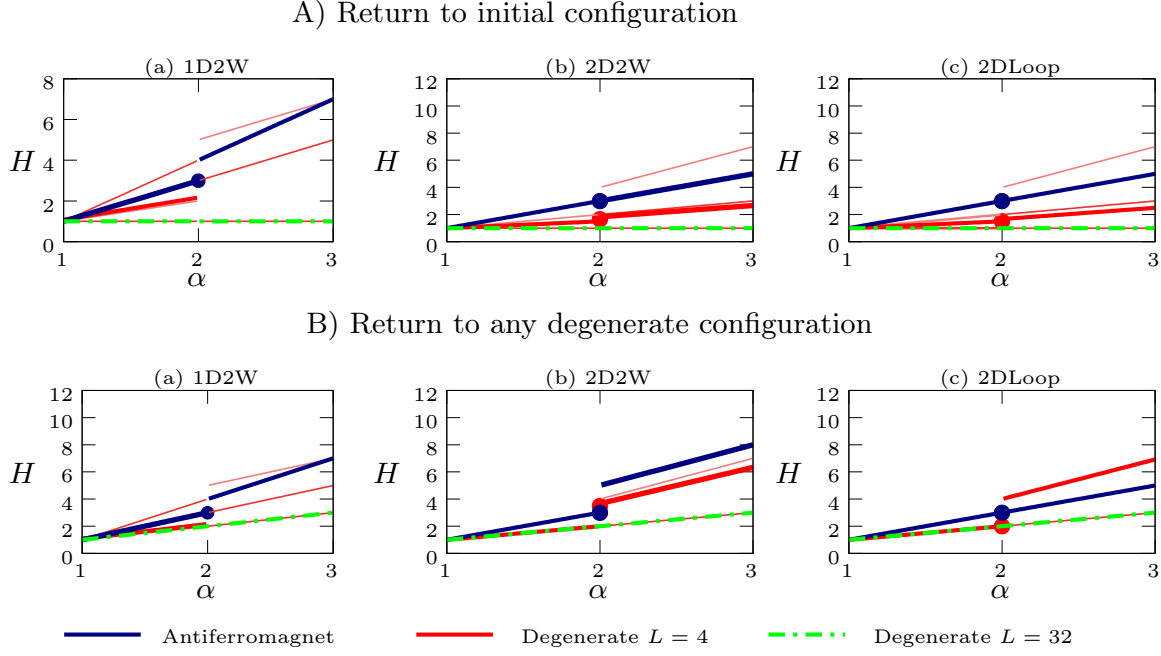 A) Return to initial configuration
(a) 1D2W
(b) 2D2W
(c) 2DLoop
8
6
4
2
0
H
1
2
3
α
12
10
8
6
4
2
0
H
1
2
3
α
12
10
8
6
4
2
0
H
1
2
3
α
B) Return to any degenerate configuration
(a) 1D2W
(b) 2D2W
(c) 2DLoop
12
10
8
6
4
2
0
H
1
2
3
α
12
10
8
6
4
2
0
H
1
2
3
α
12
10
8
6
4
2
0
H
1
2
3
α
Antiferromagnet
Degenerate L = 4
Degenerate L = 32